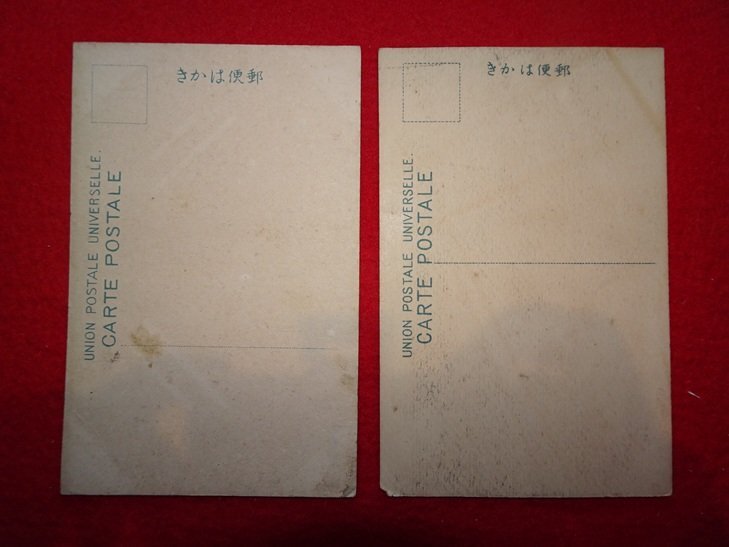 郵便はかき
UNION POSTALE UNIVERSELLE.
CARTE POSTALE
郵便はかき
UNION POSTALE UNIVERSELLE.
CARTE POSTALE